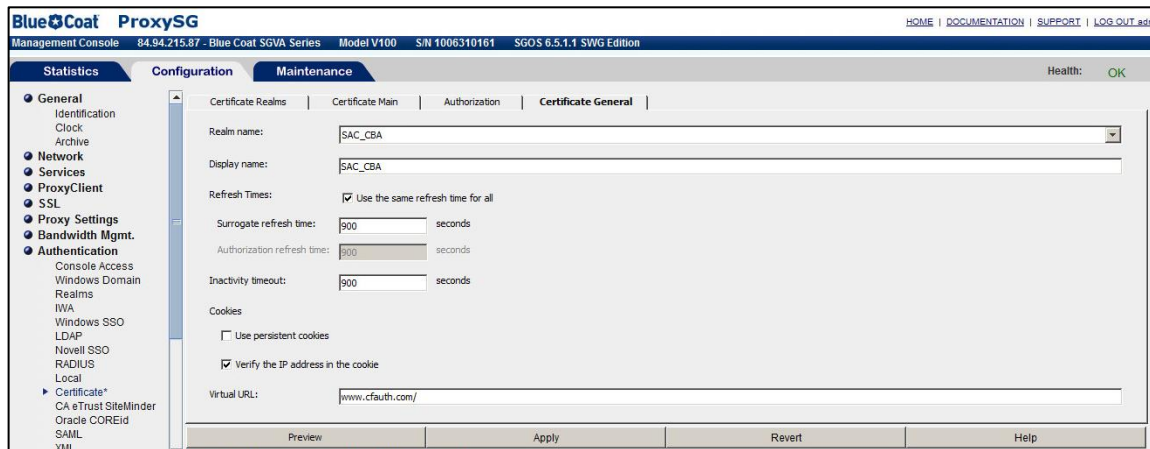 Blue Coat ProxySG
HOME | DOCUMENTATION | SUPPORT | LOG OUT
Management Console 84.94.215.87 - Blue Coat SGVA Series Model V100 S/N 1006310161 SGOS 6.5.1.1 SWG Edition
Statistics Configuration Maintenance Health: OK
General
Identification
Clock
Archive
Network
Services
ProxyClient
SSL
Proxy Settings
Bandwidth Mgmt.
Authentication
Console Access
Windows Domain
Realms
IWA
Windows SSO
LDAP
Novell SSO
RADIUS
Local
Certificate*
CA eTrust SiteMinder
Oracle COREid
SAML
XML
Certificate Realms | Certificate Main | Authorization | Certificate General |
Realm name: SAC_CBA
Display name: SAC_CBA
Refresh Times: Use the same refresh time for all
Surrogate refresh time: 900 seconds
Authorization refresh time: 900 seconds
Inactivity timeout: 900 seconds
Cookies
Use persistent cookies
Verify the IP address in the cookie
Virtual URL: www.cfauth.com/
Preview Apply Revert Help